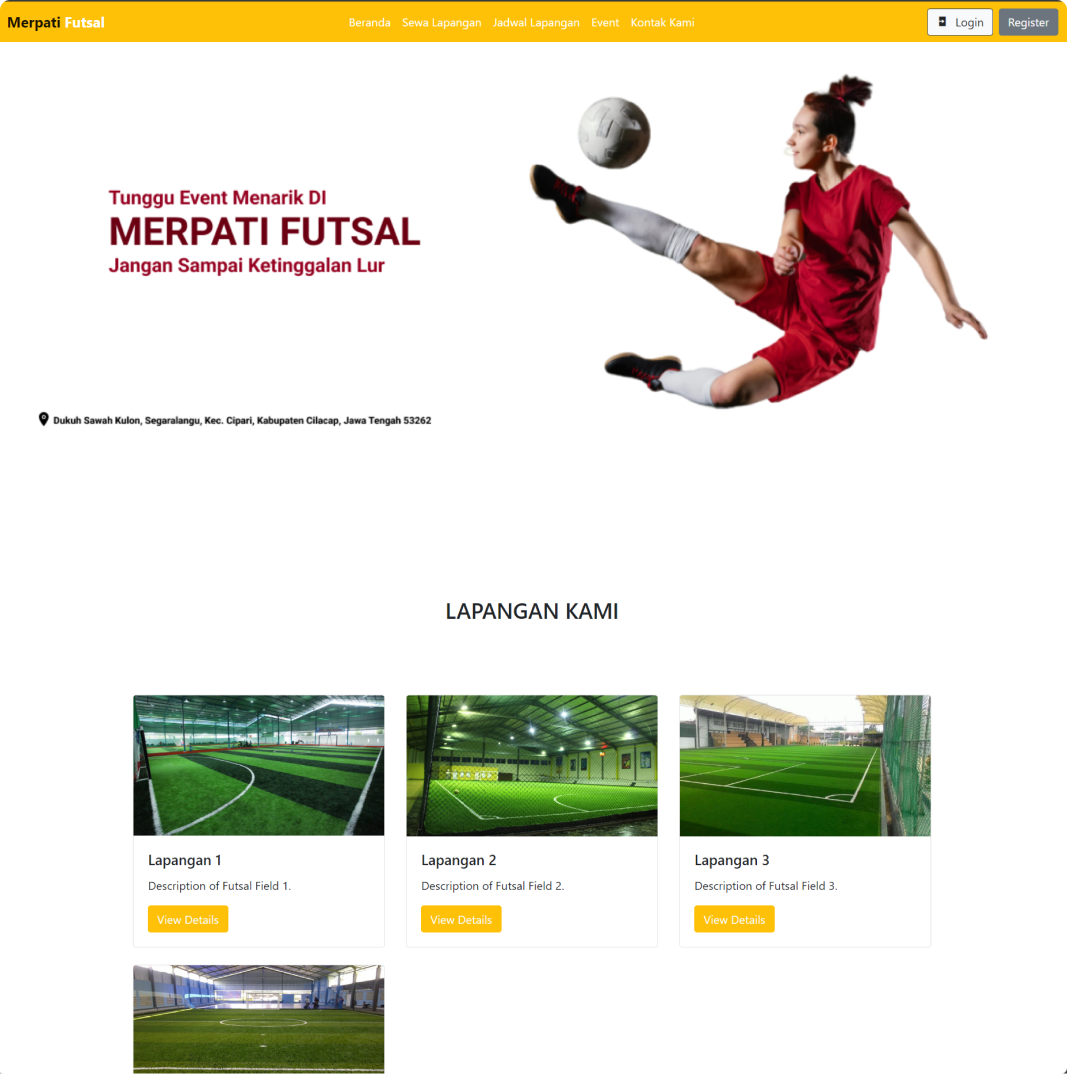 Merpati Futsal
Beranda Sewa Lapangan Jadwal Lapangan Event Kontak Kami
Login
Register
Tunggu Event Menarik DI
MERPATI FUTSAL
Jangan Sampai Ketinggalan Lur
Dukuh Sawah Kulon, Segaralangu, Kec. Cipari, Kabupaten Cilacap, Jawa Tengah 53262
LAPANGAN KAMI
Lapangan 1
Description of Futsal Field 1.
View Details
Lapangan 2
Description of Futsal Field 2.
View Details
Lapangan 3
Description of Futsal Field 3.
View Details